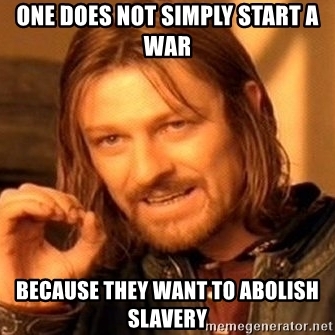 ONE DOES NOT SIMPLY START A
WAR
BECAUSE THEY WANT TO ABOLISH
SLAVERY
memegenerator.net